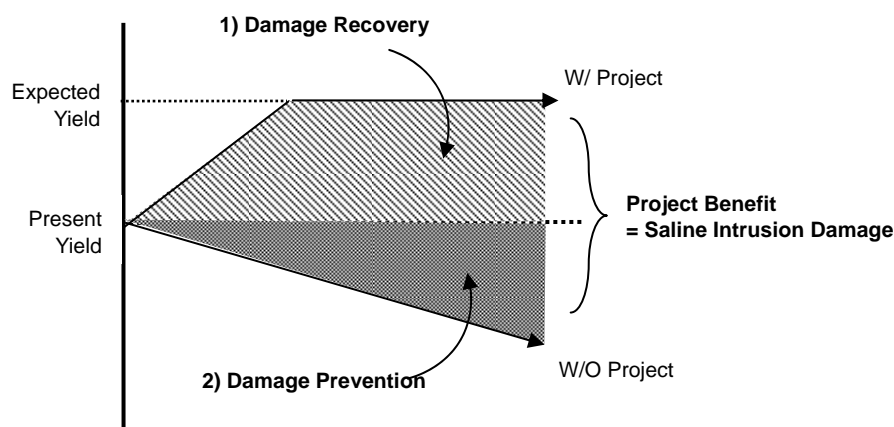 1) Damage Recovery
W/ Project
Expected
Yield
Present
Yield
Project Benefit
= Saline Intrusion Damage
W/O Project
2) Damage Prevention